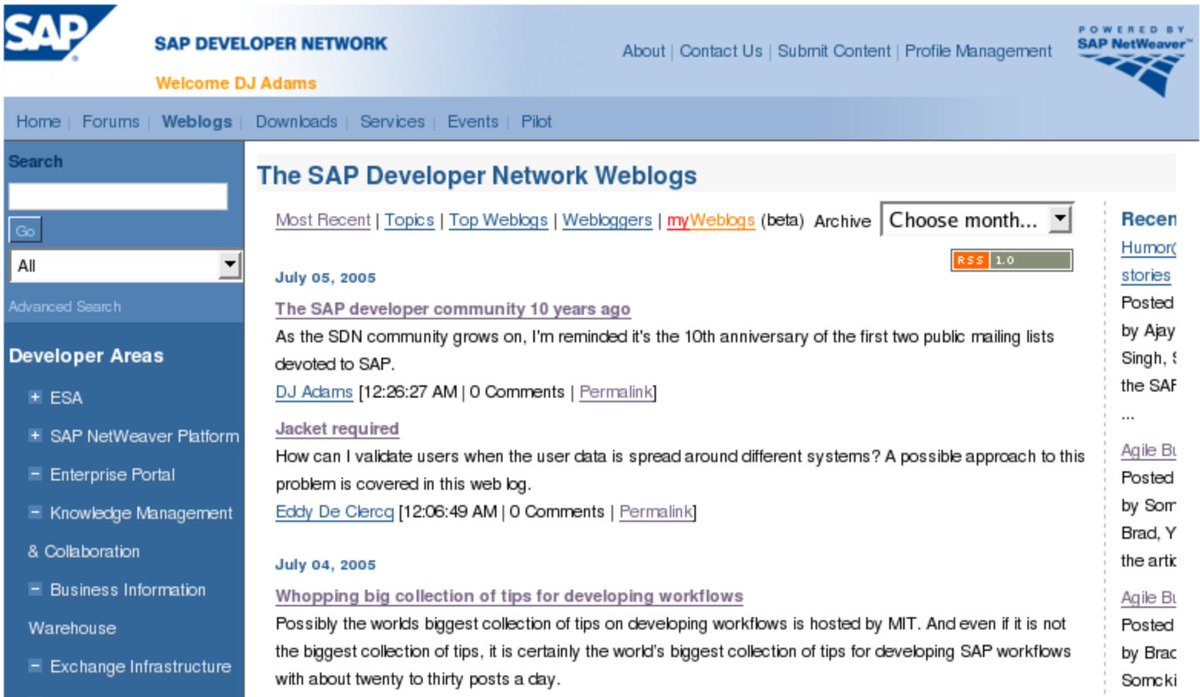 SAP
SAP DEVELOPER NETWORK
Welcome DJ Adams
About | Contact Us | Submit Content | Profile Management
POWERED BY
SAP NetWeaver™
Home | Forums | Weblogs | Downloads | Services | Events | Pilot
Search
Go
All
Advanced Search
Developer Areas
ESA
SAP NetWeaver Platform
Enterprise Portal
Knowledge Management
& Collaboration
Business Information
Warehouse
Exchange Infrastructure
The SAP Developer Network Weblogs
Most Recent | Topics | Top Weblogs | Webloggers | myWeblogs (beta) Archive Choose month...
RSS 1.0
July 05, 2005
The SAP developer community 10 years ago
As the SDN community grows on, I'm reminded it's the 10th anniversary of the first two public mailing lists
devoted to SAP.
DJ Adams [12:26:27 AM | 0 Comments | Permalink]
Jacket required
How can I validate users when the user data is spread around different systems? A possible approach to this
problem is covered in this web log.
Eddy De Clercq [12:06:49 AM | 0 Comments | Permalink]
July 04, 2005
Whopping big collection of tips for developing workflows
Possibly the worlds biggest collection of tips on developing workflows is hosted by MIT. And even if it is not
the biggest collection of tips, it is certainly the world's biggest collection of tips for developing SAP workflows
with about twenty to thirty posts a day.
Recen
Humor(
stories
Posted
by Ajay
Singh, S
the SAF
...
Agile Bu
Posted
by Som
Brad, Y
the artic
Agile Bu
Posted
by Brad
Somcki